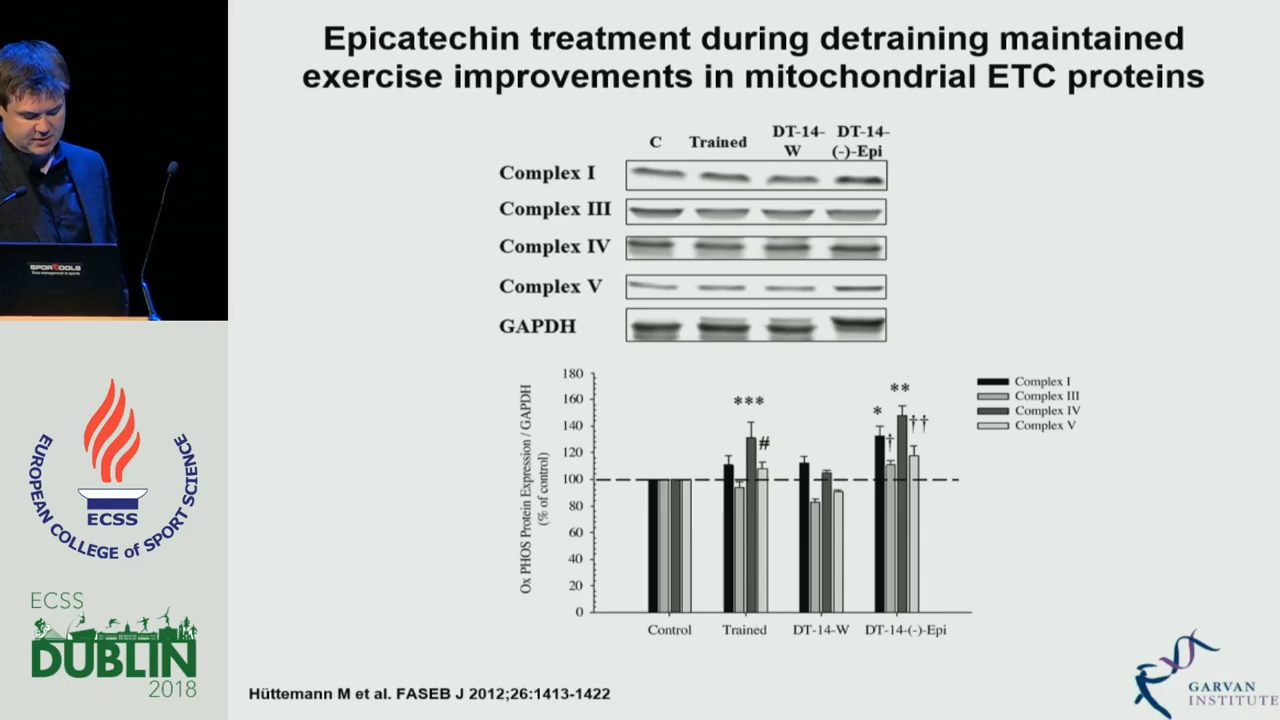 Epicatechin treatment during detraining maintained
exercise improvements in mitochondrial ETC proteins
C Trained DT-14-W DT-14-(-)-Epi
Complex I
Complex III
Complex IV
Complex V
GAPDH
Ox PHOS Protein Expression / GAPDH
(% of control)
180
160
140
120
100
80
60
40
20
0
***
#
*
†
**
††
Control Trained DT-14-W DT-14-(-)-Epi
Complex I
Complex III
Complex IV
Complex V
Hüttemann M et al. FASEB J 2012;26:1413-1422
GARVAN
INSTITUTE
SPORTOOLS
EUROPEAN COLLEGE of SPORT SCIENCE
ECSS
ECSS
DUBLIN
2018